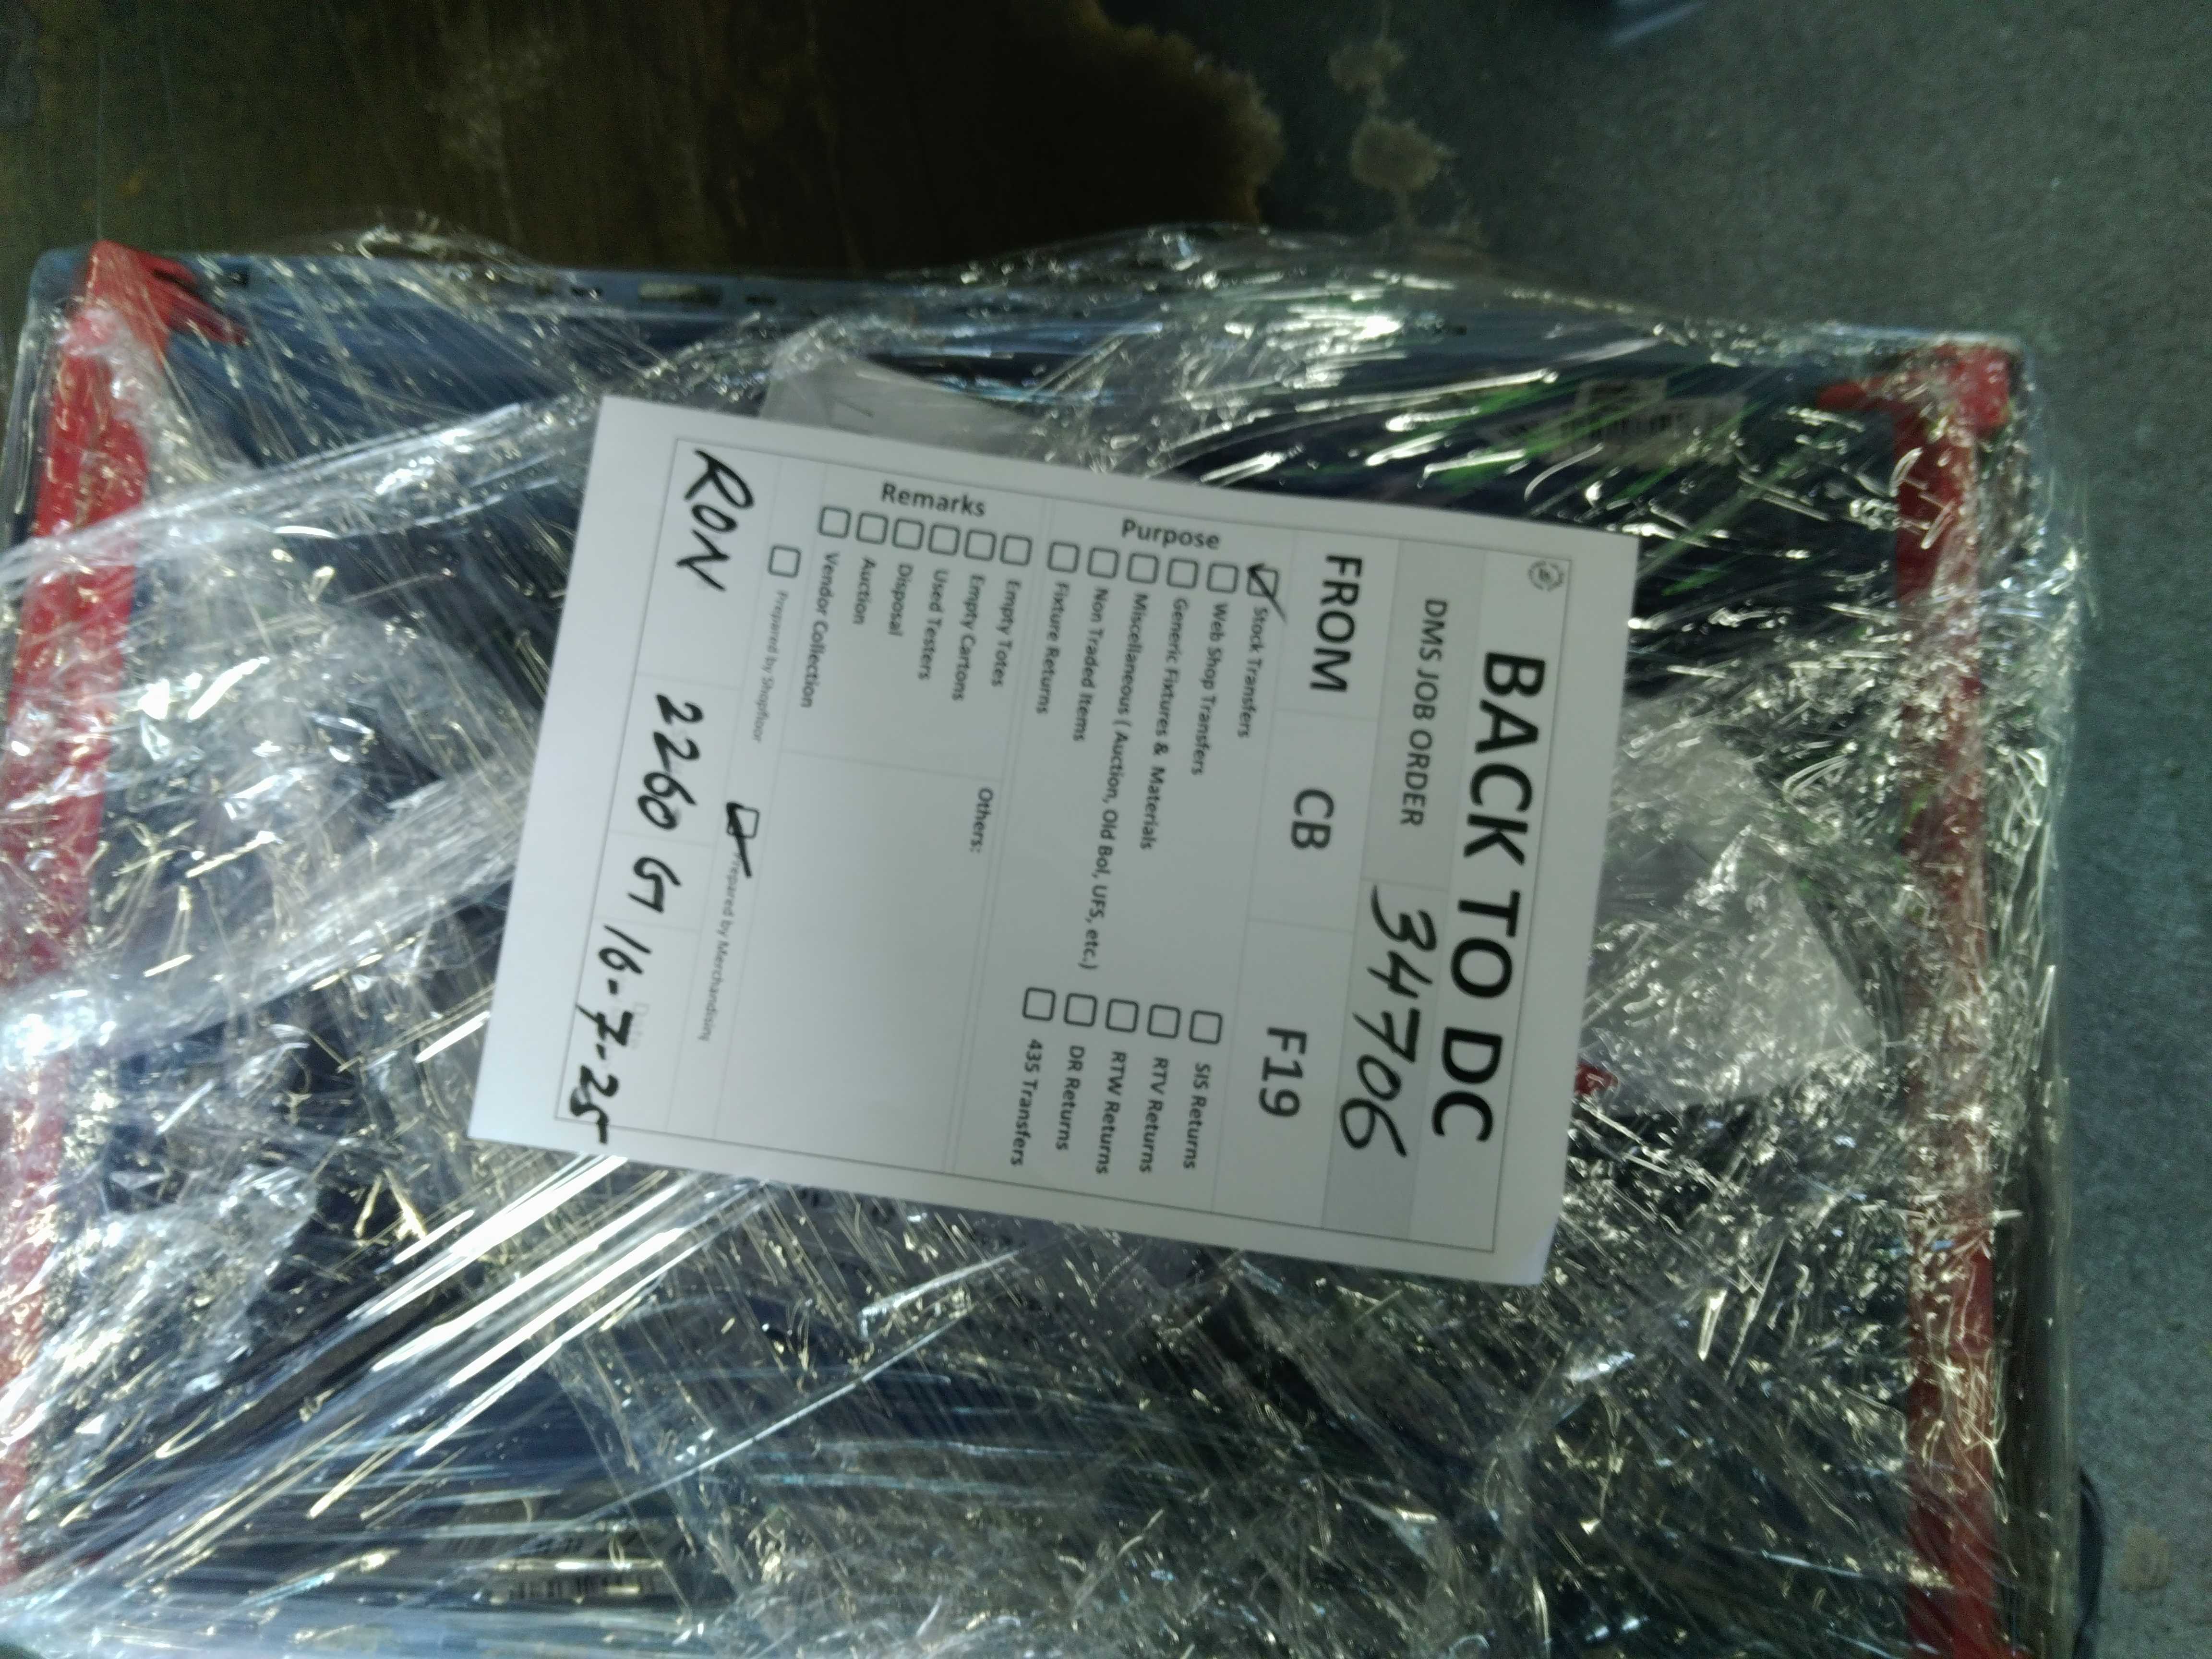 BACK TO DC
DMS JOB ORDER 34706
FROM CB F19
Purpose
Stock Transfers
Web Shop Transfers SIS Returns
Generic Fixtures & Materials RTV Returns
Miscellaneous ( Auction, Old Bol, UFS, etc.) RTW Returns
Non Traded Items DR Returns
Fixture Returns 435 Transfers
Remarks
Empty Totes Others:
Empty Cartons
Used Testers
Disposal
Auction
Vendor Collection
Prepared by Shopfloor Prepared by Merchandising
RON 2260 GT 16-7-25